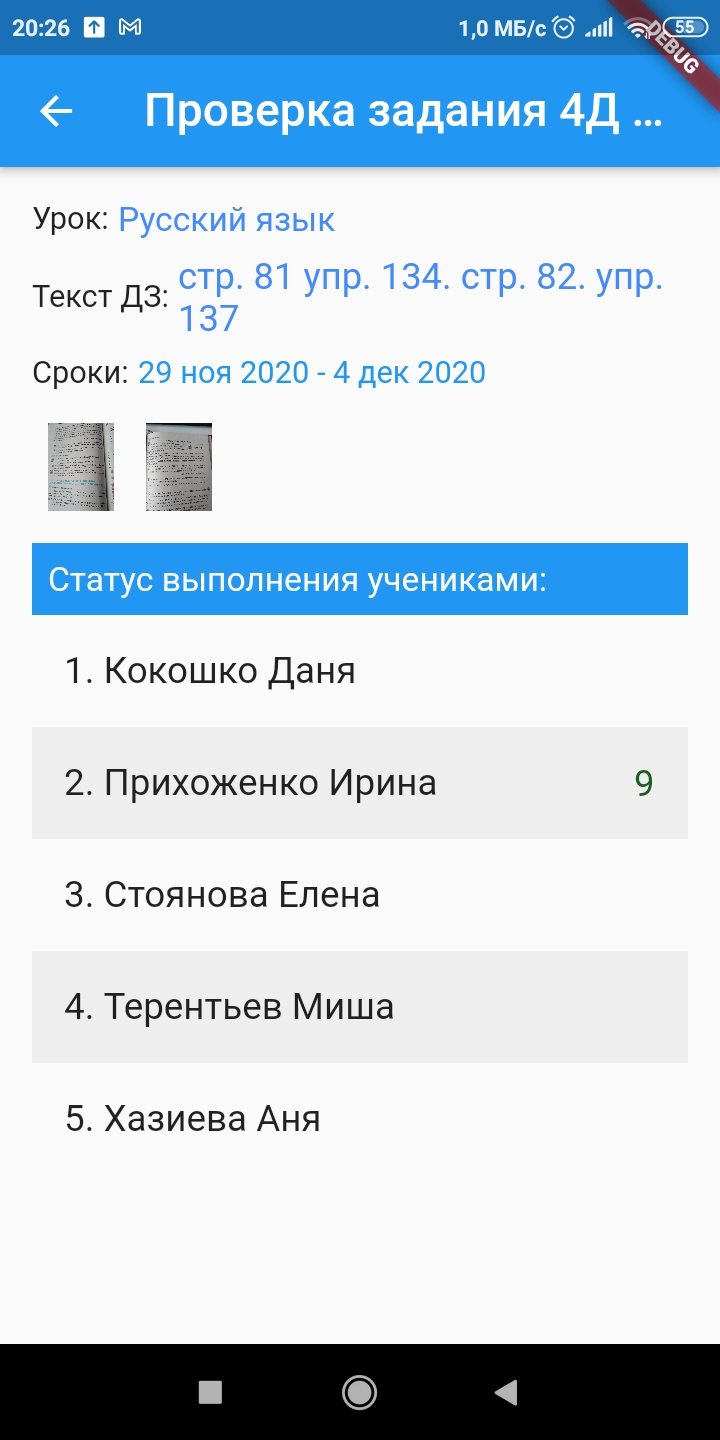 20:26 1,0 МБ/с 55
DEBUG
Проверка задания 4Д ...
Урок: Русский язык
Текст ДЗ: стр. 81 упр. 134. стр. 82. упр.
137
Сроки: 29 ноя 2020 - 4 дек 2020
Статус выполнения учениками:
1. Кокошко Даня
2. Прихоженко Ирина 9
3. Стоянова Елена
4. Терентьев Миша
5. Хазиева Аня